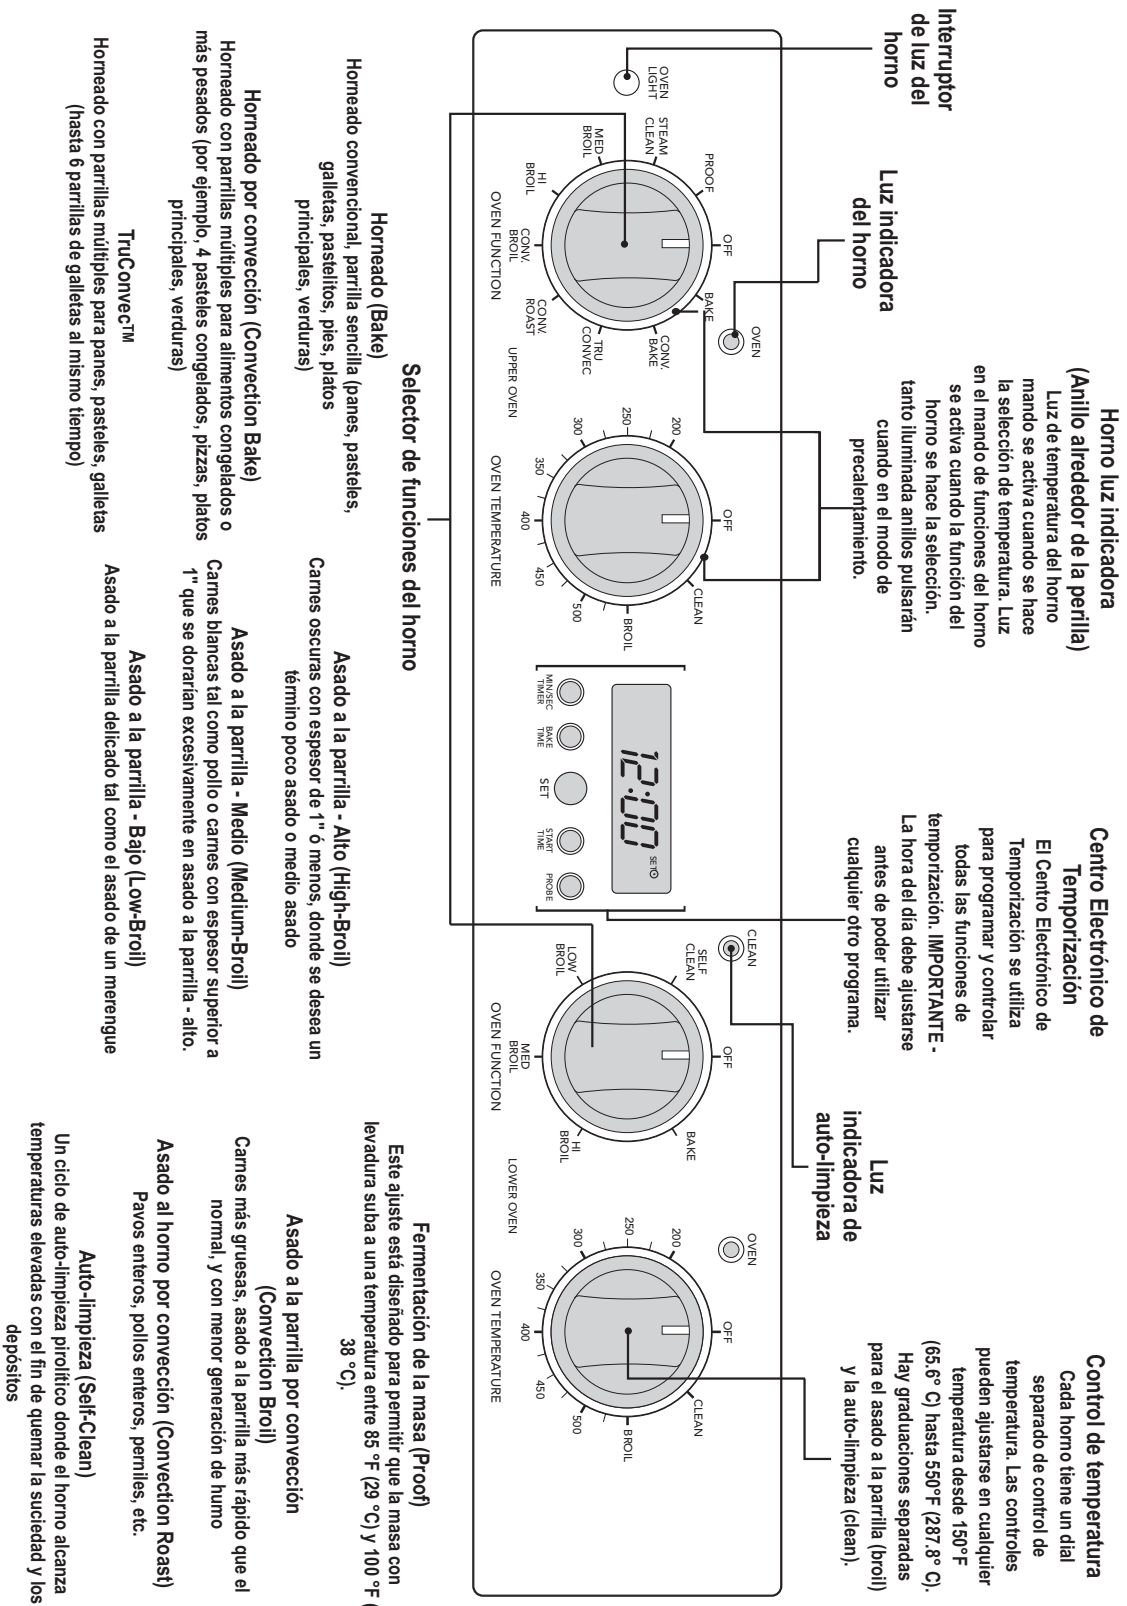 Interruptor
de luz del
horno
Luz indicadora
del horno
Horno luz indicadora
(Anillo alrededor de la perilla)
Luz de temperatura del horno
mando se activa cuando se hace
la selección de temperatura. Luz
en el mando de funciones del horno
se activa cuando la función del
horno se hace la selección.
tanto iluminada anillos pulsarán
cuando en el modo de
precalentamiento.
Centro Electrónico de
Temporización
El Centro Electrónico de
Temporización se utiliza
para programar y controlar
todas las funciones de
temporización. IMPORTANTE -
La hora del día debe ajustarse
antes de poder utilizar
cualquier otro programa.
Luz
indicadora de
auto-limpieza
Control de temperatura
Cada horno tiene un dial
separado de control de
temperatura. Las controles
pueden ajustarse en cualquier
temperatura desde 150°F
(65.6° C) hasta 550°F (287.8° C).
Hay graduaciones separadas
para el asado a la parrilla (broil)
y la auto-limpieza (clean).
OVEN
LIGHT
OVEN
OFF
BAKE
CONV.
BAKE
TRU
CONVEC
CONV.
ROAST
CONV.
BROIL
HI
BROIL
MED
BROIL
STEAM
CLEAN
PROOF
OVEN FUNCTION
UPPER OVEN
OFF
CLEAN
BROIL
500
450
400
350
300
250
200
OVEN TEMPERATURE
12:00
SET
MIN/SEC
TIMER
BAKE
TIME
SET
START
TIME
PROBE
CLEAN
OFF
BAKE
HI
BROIL
MED
BROIL
LOW
BROIL
SELF
CLEAN
OVEN FUNCTION
LOWER OVEN
OVEN
OFF
CLEAN
BROIL
500
450
400
350
300
250
200
OVEN TEMPERATURE
Selector de funciones del horno
Horneado (Bake)
Horneado convencional, parrilla sencilla (panes, pasteles,
galletas, pastelitos, pies, platos
principales, verduras)
Horneado por convección (Convection Bake)
Horneado con parrillas múltiples para alimentos congelados o
más pesados (por ejemplo, 4 pasteles congelados, pizzas, platos
principales, verduras)
TruConvec™
Horneado con parrillas múltiples para panes, pasteles, galletas
(hasta 6 parrillas de galletas al mismo tiempo)
Asado a la parrilla - Alto (High-Broil)
Carnes oscuras con espesor de 1" ó menos, donde se desea un
término poco asado o medio asado
Asado a la parrilla - Medio (Medium-Broil)
Carnes blancas tal como pollo o carnes con espesor superior a
1" que se dorarían excesivamente en asado a la parrilla - alto.
Asado a la parrilla - Bajo (Low-Broil)
Asado a la parrilla delicado tal como el asado de un merengue
Fermentación de la masa (Proof)
Este ajuste está diseñado para permitir que la masa con
levadura suba a una temperatura entre 85 °F (29 °C) y 100 °F (
38 °C).
Asado a la parrilla por convección
(Convection Broil)
Carnes más gruesas, asado a la parrilla más rápido que el
normal, y con menor generación de humo
Asado al horno por convección (Convection Roast)
Pavos enteros, pollos enteros, perniles, etc.
Auto-limpieza (Self-Clean)
Un ciclo de auto-limpieza pirolítico donde el horno alcanza
temperaturas elevadas con el fin de quemar la suciedad y los
depósitos